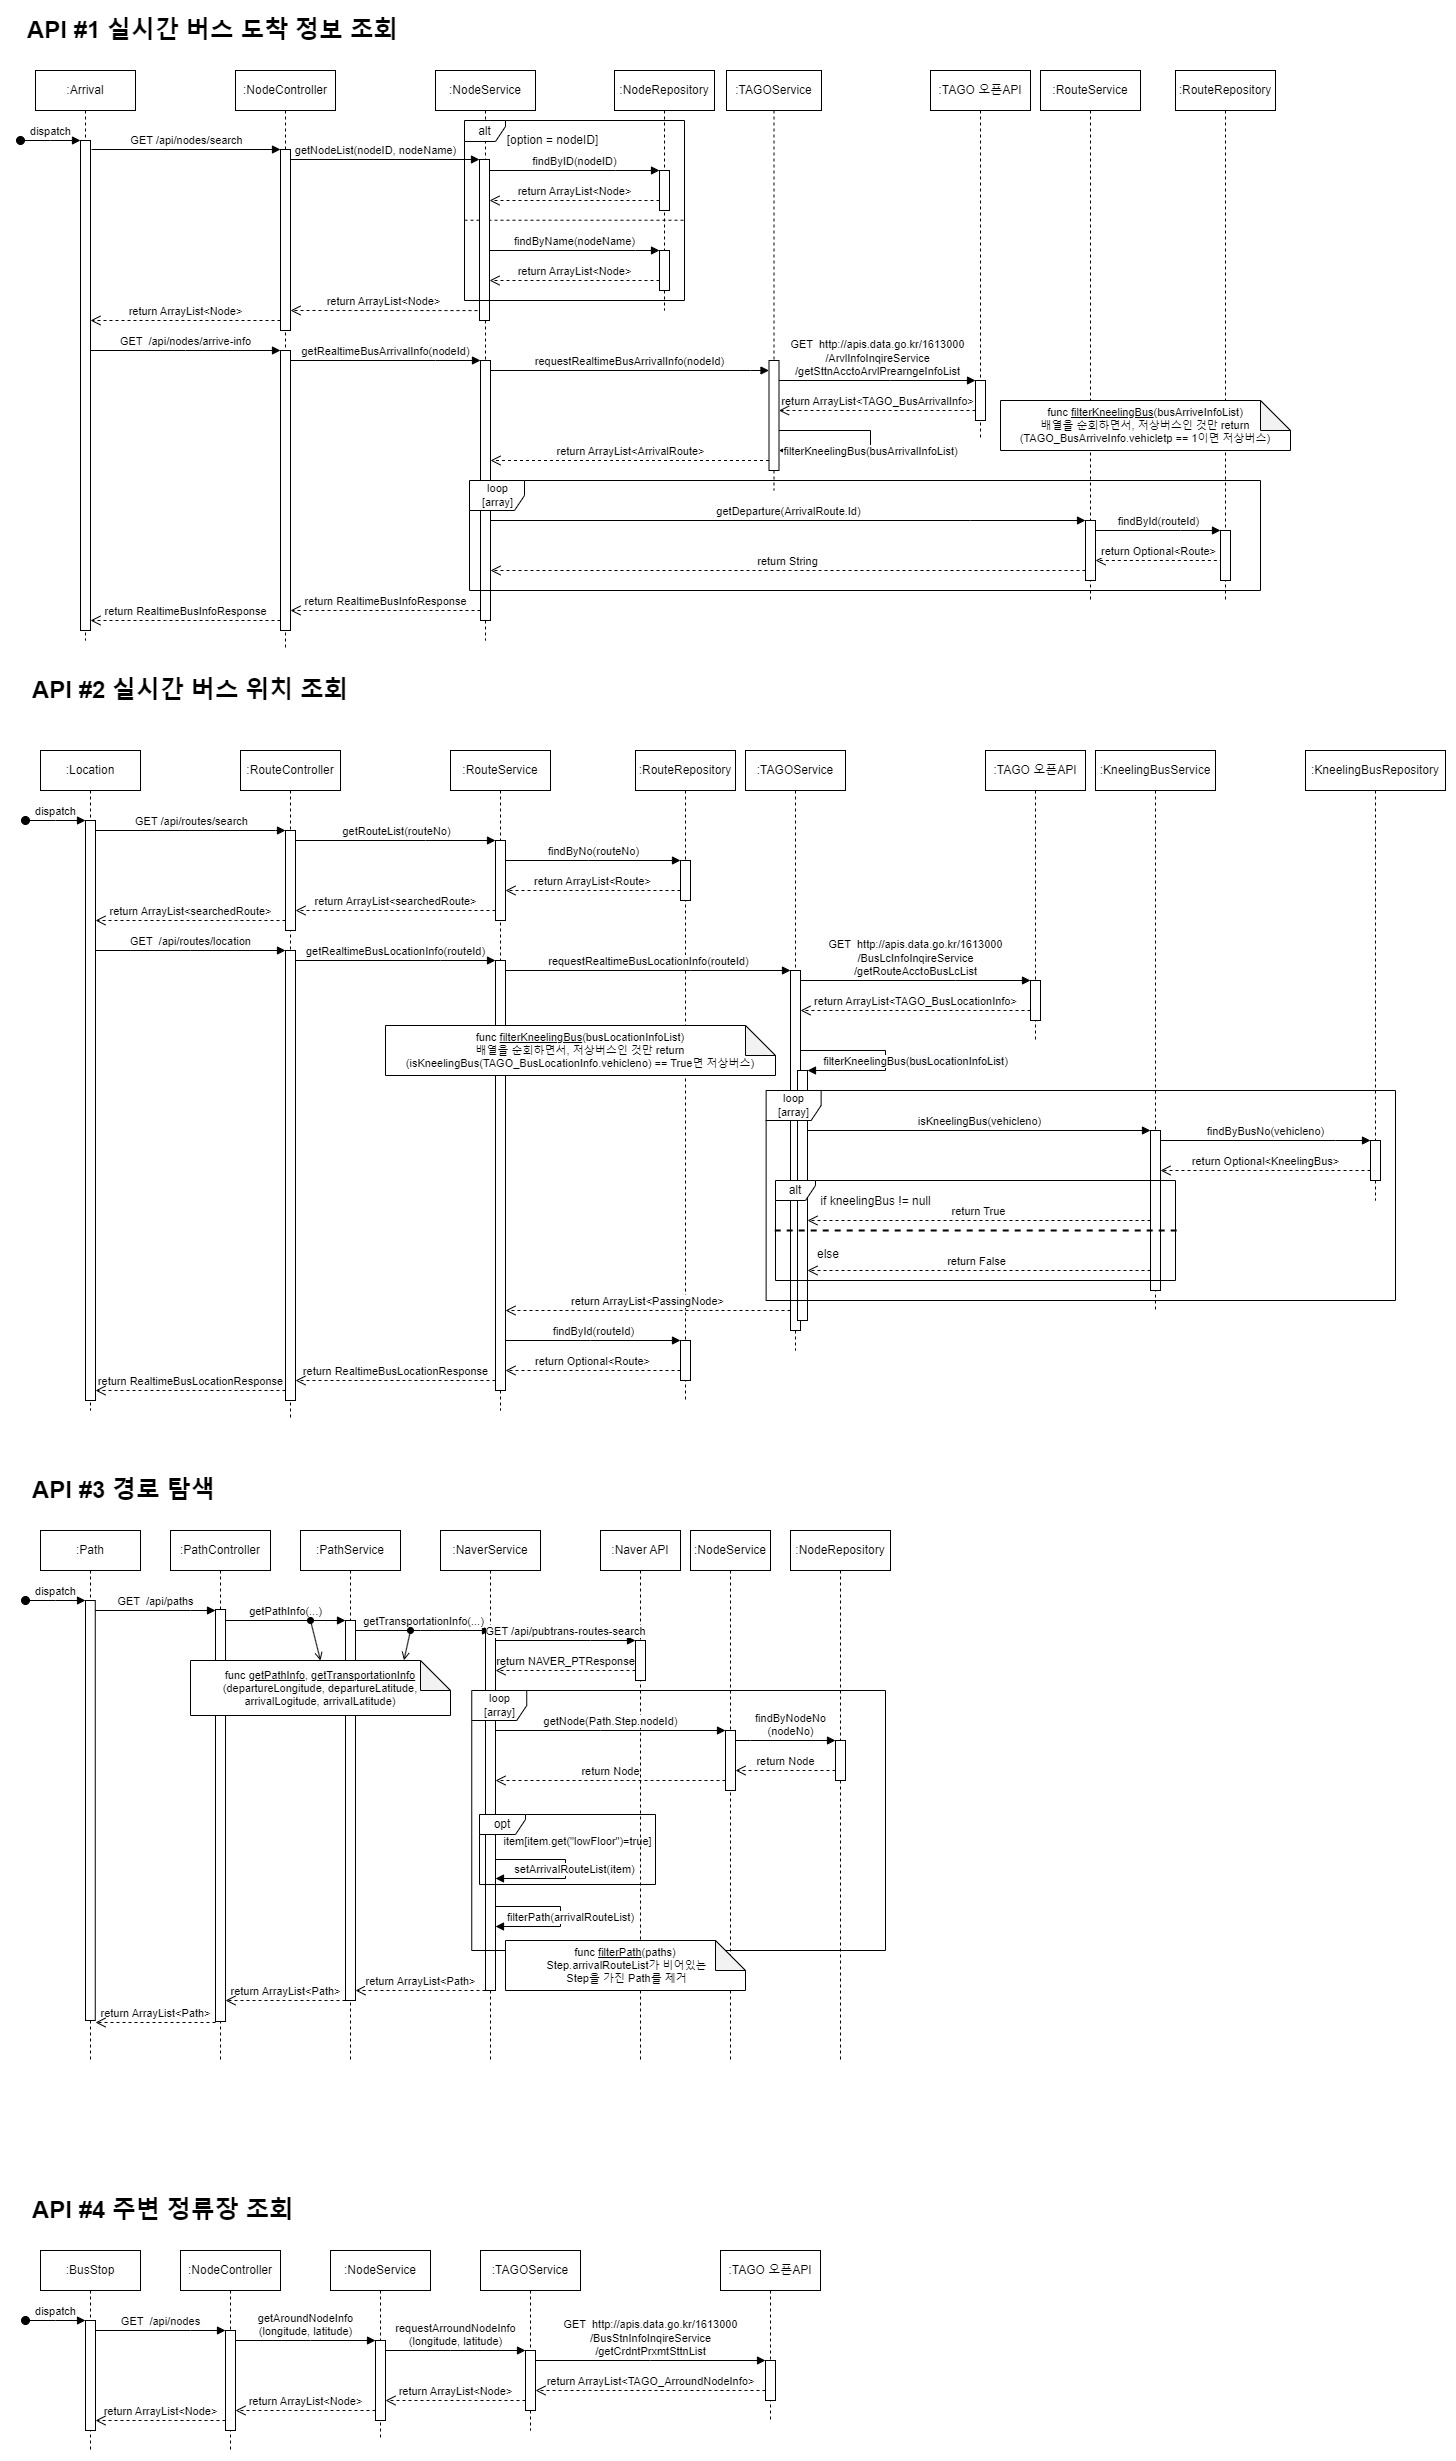 API #1 실시간 버스 도착 정보 조회
:Arrival
:NodeController
:NodeService
:NodeRepository
:TAGOService
:TAGO 오픈API
:RouteService
:RouteRepository
dispatch
GET /api/nodes/search
getNodeList(nodeID, nodeName)
alt
[option = nodeID]
findByID(nodeID)
return ArrayList<Node>
findByName(nodeName)
return ArrayList<Node>
return ArrayList<Node>
return ArrayList<Node>
GET  /api/nodes/arrive-info
getRealtimeBusArrivalInfo(nodeId)
requestRealtimeBusArrivalInfo(nodeId)
GET  http://apis.data.go.kr/1613000
/ArvlInfoInqireService
/getSttnAcctoArvlPrearngeInfoList
return ArrayList<TAGO_BusArrivalInfo>
func filterKneelingBus(busArriveInfoList)
배열을 순회하면서, 저상버스인 것만 return
(TAGO_BusArriveInfo.vehicletp == 1이면 저상버스)
filterKneelingBus(busArrivalInfoList)
return ArrayList<ArrivalRoute>
loop
[array]
getDeparture(ArrivalRoute.Id)
findById(routeId)
return Optional<Route>
return String
return RealtimeBusInfoResponse
return RealtimeBusInfoResponse
API #2 실시간 버스 위치 조회
:Location
:RouteController
:RouteService
:RouteRepository
:TAGOService
:TAGO 오픈API
:KneelingBusService
:KneelingBusRepository
dispatch
GET /api/routes/search
getRouteList(routeNo)
findByNo(routeNo)
return ArrayList<Route>
return ArrayList<searchedRoute>
return ArrayList<searchedRoute>
GET  /api/routes/location
getRealtimeBusLocationInfo(routeId)
requestRealtimeBusLocationInfo(routeId)
GET  http://apis.data.go.kr/1613000
/BusLcInfoInqireService
/getRouteAcctoBusLcList
return ArrayList<TAGO_BusLocationInfo>
func filterKneelingBus(busLocationInfoList)
배열을 순회하면서, 저상버스인 것만 return
(isKneelingBus(TAGO_BusLocationInfo.vehicleno) == True면 저상버스)
filterKneelingBus(busLocationInfoList)
loop
[array]
isKneelingBus(vehicleno)
findByBusNo(vehicleno)
return Optional<KneelingBus>
alt
if kneelingBus != null
return True
else
return False
return ArrayList<PassingNode>
findById(routeId)
return Optional<Route>
return RealtimeBusLocationResponse
return RealtimeBusLocationResponse
API #3 경로 탐색
:Path
:PathController
:PathService
:NaverService
:Naver API
:NodeService
:NodeRepository
dispatch
GET  /api/paths
getPathInfo(...)
getTransportationInfo(...)
GET /api/pubtrans-routes-search
return NAVER_PTResponse
func getPathInfo, getTransportationInfo
(departureLongitude, departureLatitude,
arrivalLogitude, arrivalLatitude)
loop
[array]
getNode(Path.Step.nodeId)
findByNodeNo
(nodeNo)
return Node
return Node
opt
item[item.get("lowFloor")=true]
setArrivalRouteList(item)
filterPath(arrivalRouteList)
func filterPath(paths)
Step.arrivalRouteList가 비어있는
Step을 가진 Path를 제거
return ArrayList<Path>
return ArrayList<Path>
return ArrayList<Path>
API #4 주변 정류장 조회
:BusStop
:NodeController
:NodeService
:TAGOService
:TAGO 오픈API
dispatch
GET  /api/nodes
getAroundNodeInfo
(longitude, latitude)
requestArroundNodeInfo
(longitude, latitude)
GET  http://apis.data.go.kr/1613000
/BusStnInfoInqireService
/getCrdntPrxmtSttnList
return ArrayList<TAGO_ArroundNodeInfo>
return ArrayList<Node>
return ArrayList<Node>
return ArrayList<Node>